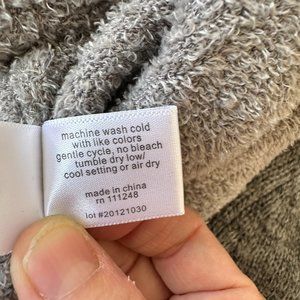 machine wash cold
with like colors
gentle cycle, no bleach
tumble dry low/
cool setting or air dry
made in china
rn 111248
lot #20121030